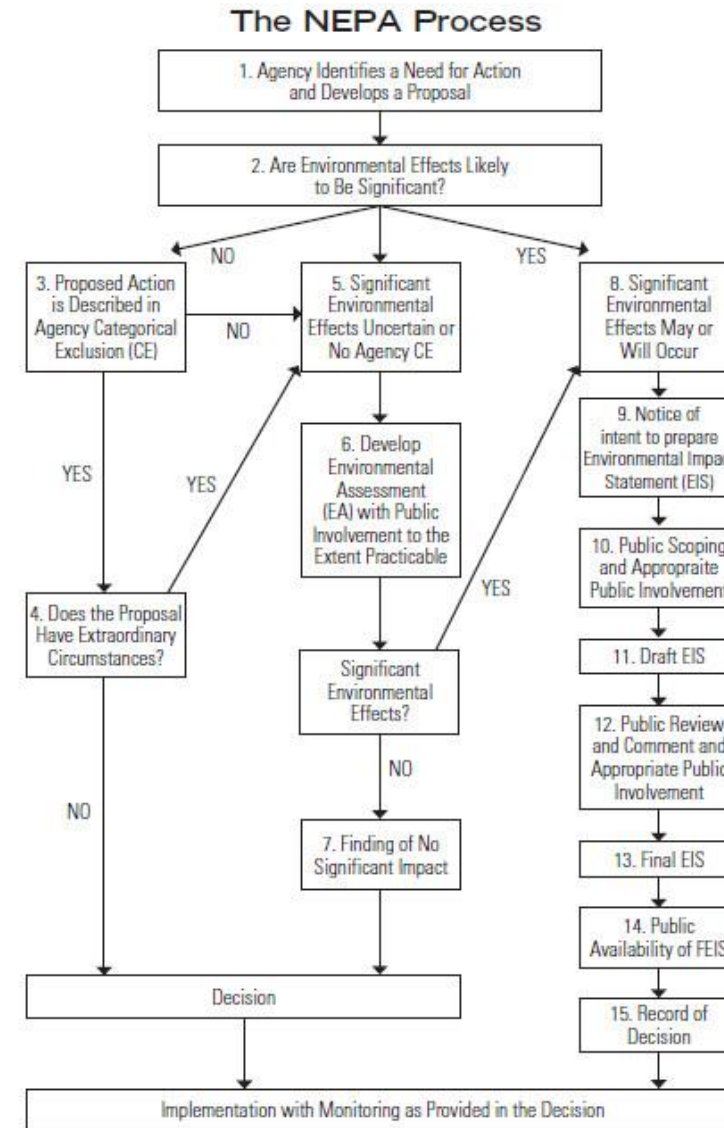 The NEPA Process
1. Agency Identifies a Need for Action
and Develops a Proposal
2. Are Environmental Effects Likely
to Be Significant?
NO
YES
3. Proposed Action
is Described in
Agency Categorical
Exclusion (CE)
NO
5. Significant
Environmental
Effects Uncertain or
No Agency CE
8. Significant
Environmental
Effects May or
Will Occur
YES
YES
6. Develop
Environmental
Assessment
(EA) with Public
Involvement to the
Extent Practicable
YES
9. Notice of
intent to prepare
Environmental Impac
Statement (EIS)
10. Public Scoping
and Appropraite
Public Involvement
4. Does the Proposal
Have Extraordinary
Circumstances?
NO
Significant
Environmental
Effects?
NO
11. Draft EIS
12. Public Review
and Comment and
Appropriate Public
Involvement
7. Finding of No
Significant Impact
13. Final EIS
14. Public
Availability of FEIS
15. Record of
Decision
Decision
Implementation with Monitoring as Provided in the Decision